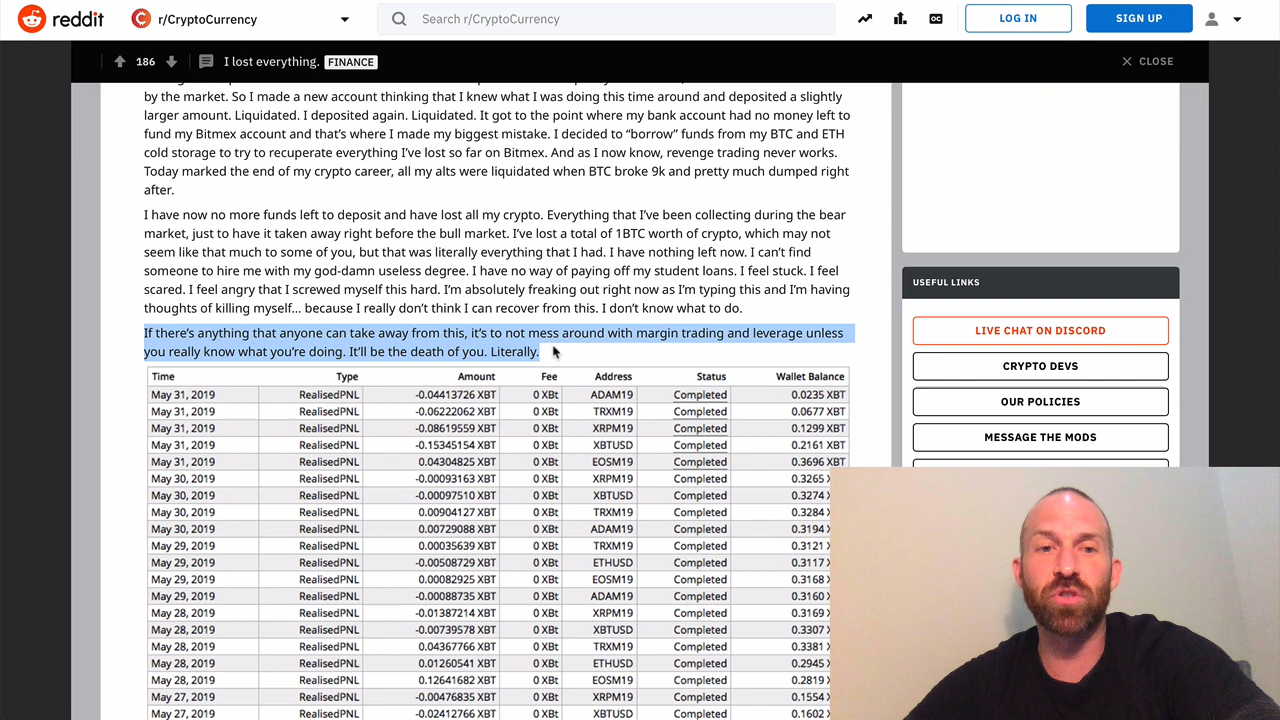 reddit
r/CryptoCurrency
Search r/CryptoCurrency
LOG IN
SIGN UP
186
I lost everything. FINANCE
CLOSE
by the market. So I made a new account thinking that I knew what I was doing this time around and deposited a slightly
larger amount. Liquidated. I deposited again. Liquidated. It got to the point where my bank account had no money left to
fund my Bitmex account and that's where I made my biggest mistake. I decided to “borrow” funds from my BTC and ETH
cold storage to try to recuperate everything I've lost so far on Bitmex. And as I now know, revenge trading never works.
Today marked the end of my crypto career, all my alts were liquidated when BTC broke 9k and pretty much dumped right
after.
I have now no more funds left to deposit and have lost all my crypto. Everything that I've been collecting during the bear
market, just to have it taken away right before the bull market. I've lost a total of 1BTC worth of crypto, which may not
seem like that much to some of you, but that was literally everything that I had. I have nothing left now. I can't find
someone to hire me with my god-damn useless degree. I have no way of paying off my student loans. I feel stuck. I feel
scared. I feel angry that I screwed myself this hard. I'm absolutely freaking out right now as I'm typing this and I'm having
thoughts of killing myself... because I really don't think I can recover from this. I don't know what to do.
If there's anything that anyone can take away from this, it's to not mess around with margin trading and leverage unless
you really know what you're doing. It'll be the death of you. Literally.
Time Type Amount Fee Address Status Wallet Balance
May 31, 2019 RealisedPNL -0.04413726 XBT 0 XBt ADAM19 Completed 0.0235 XBT
May 31, 2019 RealisedPNL -0.06222062 XBT 0 XBt TRXM19 Completed 0.0677 XBT
May 31, 2019 RealisedPNL -0.08619559 XBT 0 XBt XRPM19 Completed 0.1299 XBT
May 31, 2019 RealisedPNL -0.15345154 XBT 0 XBt XBTUSD Completed 0.2161 XBT
May 31, 2019 RealisedPNL 0.04304825 XBT 0 XBt EOSM19 Completed 0.3696 XBT
May 30, 2019 RealisedPNL -0.00093163 XBT 0 XBt XRPM19 Completed 0.3265
May 30, 2019 RealisedPNL -0.00097510 XBT 0 XBt XBTUSD Completed 0.3274
May 30, 2019 RealisedPNL 0.00904127 XBT 0 XBt TRXM19 Completed 0.3284
May 30, 2019 RealisedPNL 0.00729088 XBT 0 XBt ADAM19 Completed 0.3194
May 29, 2019 RealisedPNL 0.00035639 XBT 0 XBt TRXM19 Completed 0.3121
May 29, 2019 RealisedPNL -0.00508729 XBT 0 XBt ETHUSD Completed 0.3117
May 29, 2019 RealisedPNL 0.00082925 XBT 0 XBt EOSM19 Completed 0.3168
May 29, 2019 RealisedPNL -0.00088735 XBT 0 XBt ADAM19 Completed 0.3160
May 28, 2019 RealisedPNL -0.01387214 XBT 0 XBt XRPM19 Completed 0.3169
May 28, 2019 RealisedPNL -0.00739578 XBT 0 XBt XBTUSD Completed 0.3307
May 28, 2019 RealisedPNL 0.04367766 XBT 0 XBt TRXM19 Completed 0.3381
May 28, 2019 RealisedPNL 0.01260541 XBT 0 XBt ETHUSD Completed 0.2945
May 28, 2019 RealisedPNL 0.12641682 XBT 0 XBt EOSM19 Completed 0.2819
May 27, 2019 RealisedPNL -0.00476835 XBT 0 XBt XRPM19 Completed 0.1554
May 27, 2019 RealisedPNL -0.02412766 XBT 0 XBt XBTUSD Completed 0.1602
USEFUL LINKS
LIVE CHAT ON DISCORD
CRYPTO DEVS
OUR POLICIES
MESSAGE THE MODS